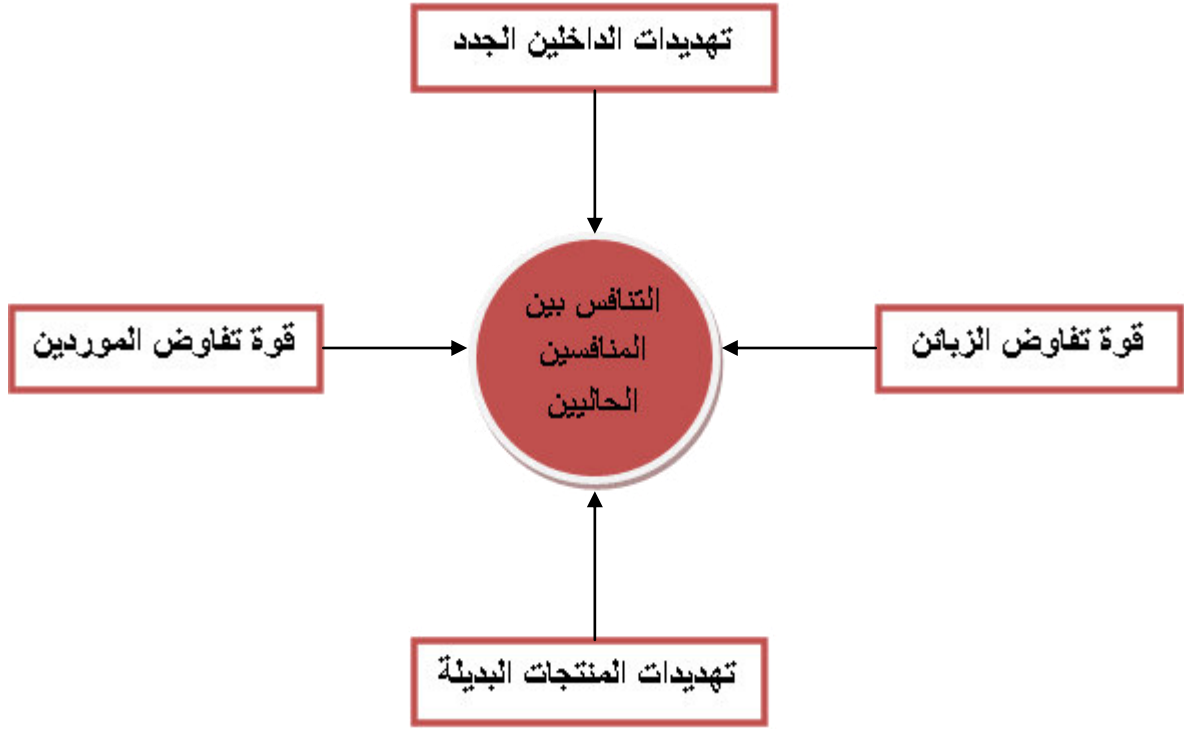 تهديدات الداخلين الجدد
قوة تفاوض الزبائن
التنافس بين
المنافسين
الحاليين
قوة تفاوض الموردين
تهديدات المنتجات البديلة